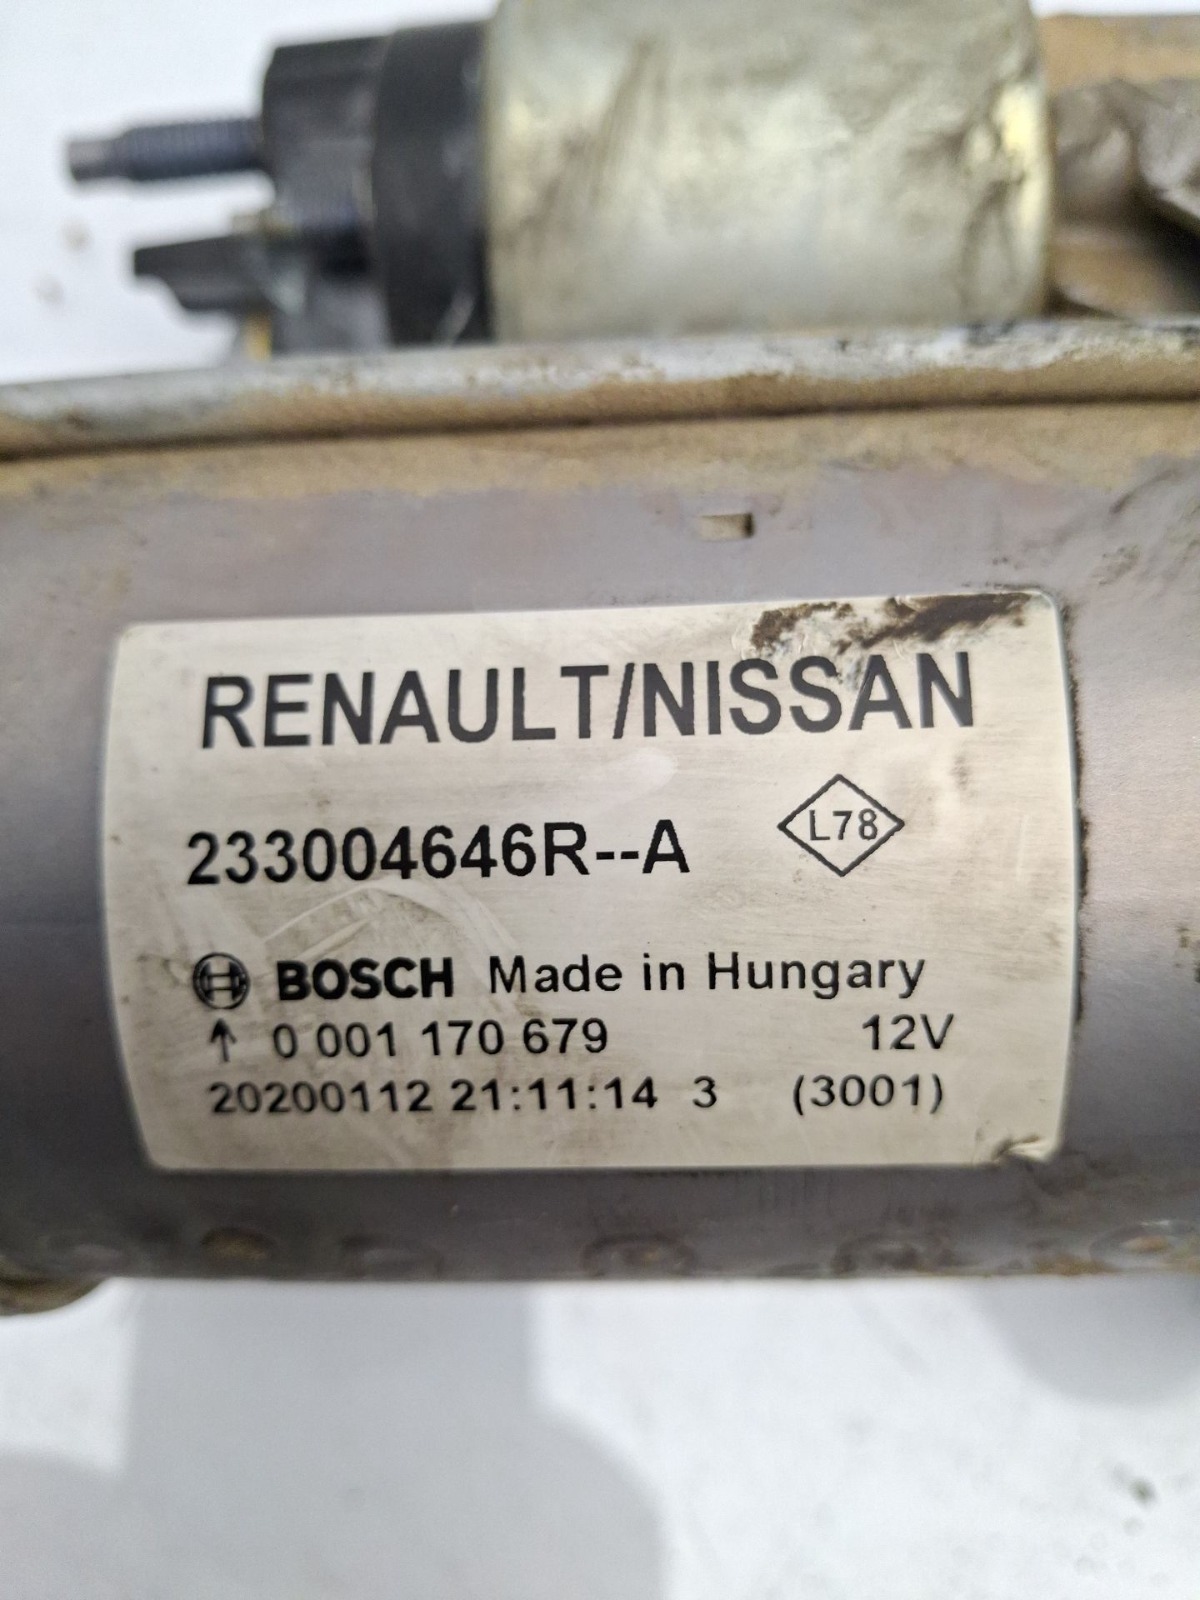 RENAULT/NISSAN
233004646R--A
L78
BOSCH Made in Hungary
↑ 0 001 170 679 12V
20200112 21:11:14 3 (3001)